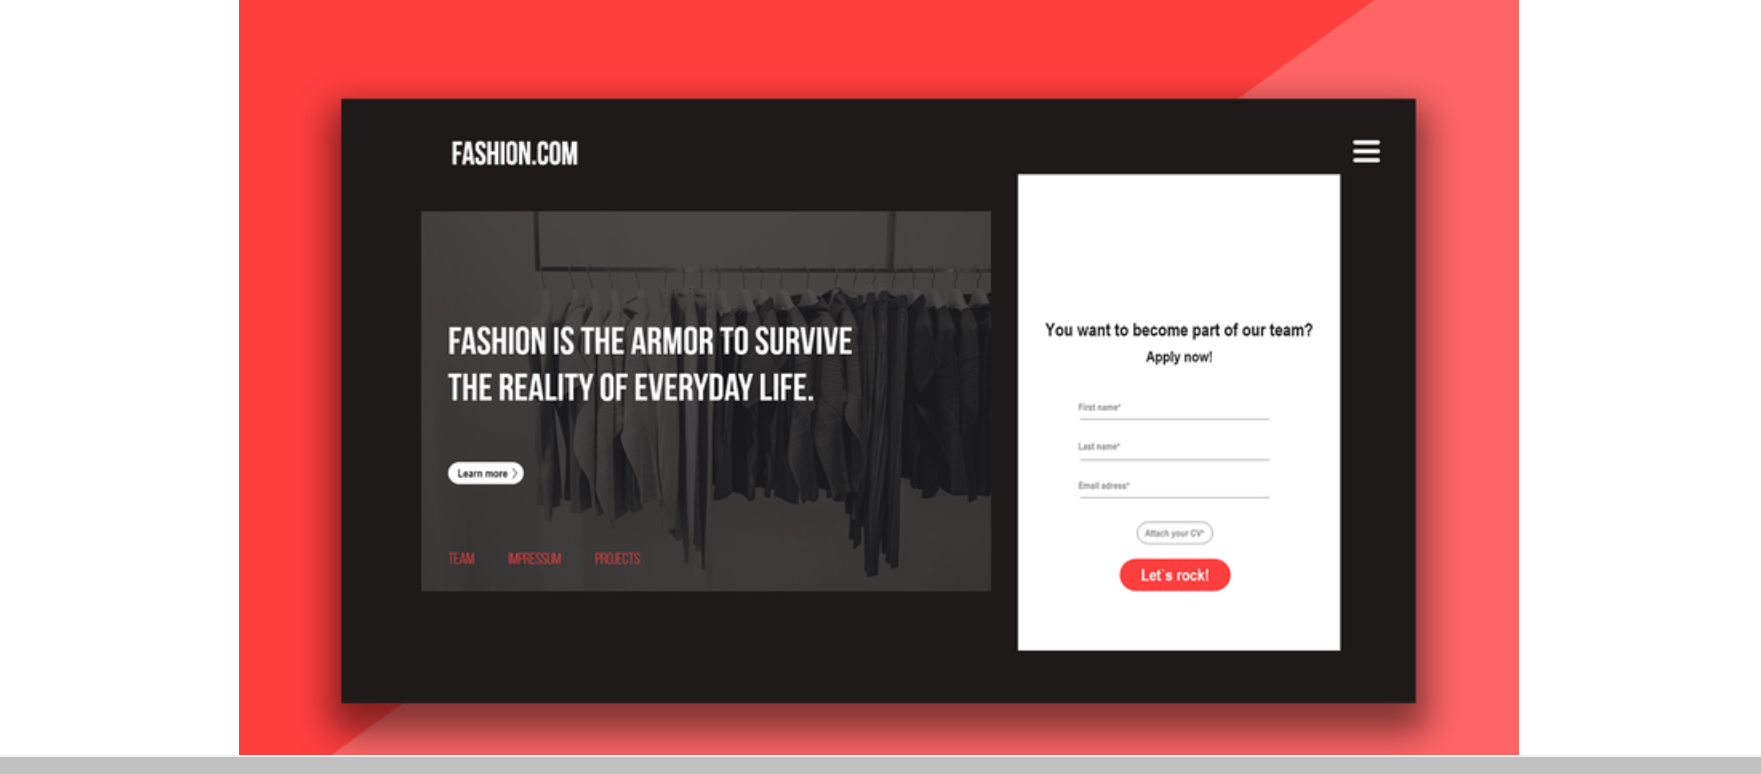 FASHION.COM
FASHION IS THE ARMOR TO SURVIVE
THE REALITY OF EVERYDAY LIFE.
Learn more
TEAM IMPRESSUM PROJECTS
You want to become part of our team?
Apply now!
First name*
Last name*
Email adress*
Attach your CV*
Let`s rock!